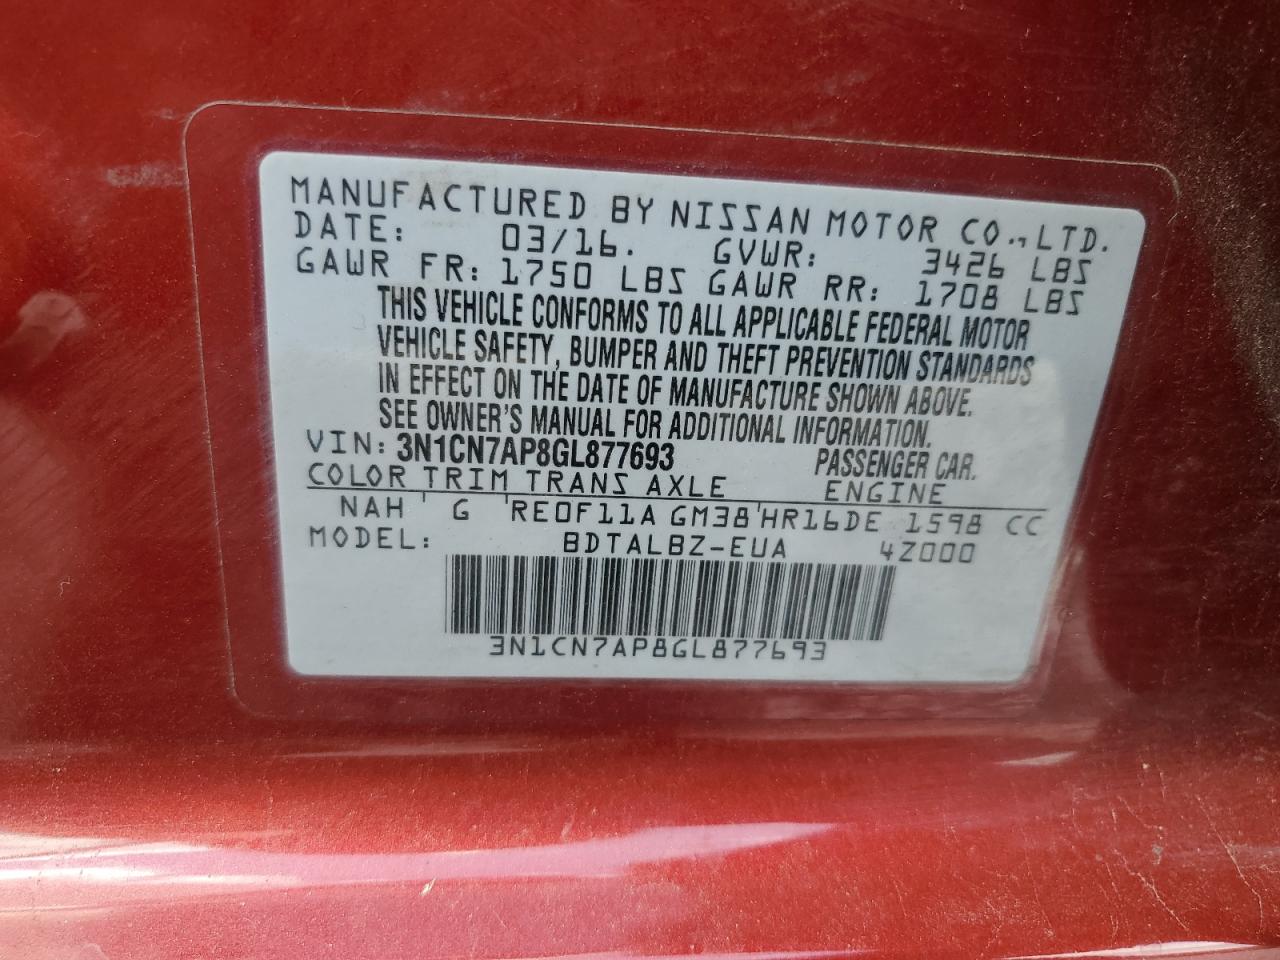 MANUFACTURED BY NISSAN MOTOR CO., LTD.
DATE: 03/16. GVWR: 3426 LBS
GAWR FR: 1750 LBS GAWR RR: 1708 LBS
THIS VEHICLE CONFORMS TO ALL APPLICABLE FEDERAL MOTOR
VEHICLE SAFETY, BUMPER AND THEFT PREVENTION STANDARDS
IN EFFECT ON THE DATE OF MANUFACTURE SHOWN ABOVE.
SEE OWNER'S MANUAL FOR ADDITIONAL INFORMATION.
VIN: 3N1CN7AP8GL877693 PASSENGER CAR.
COLOR TRIM TRANS AXLE ENGINE
NAH ' G 'RE0F11A GM38'HR16DE 1598 CC
MODEL: BDTALBZ-EUA 4Z000
3N1CN7AP8GL877693